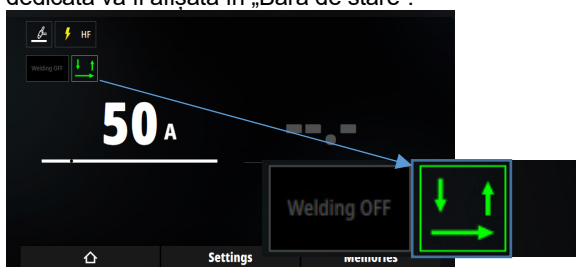 dedicată va fi afișată în „Bara de stare".
HF
Welding OFF
50 A
--.-
Welding OFF
Settings
Memories